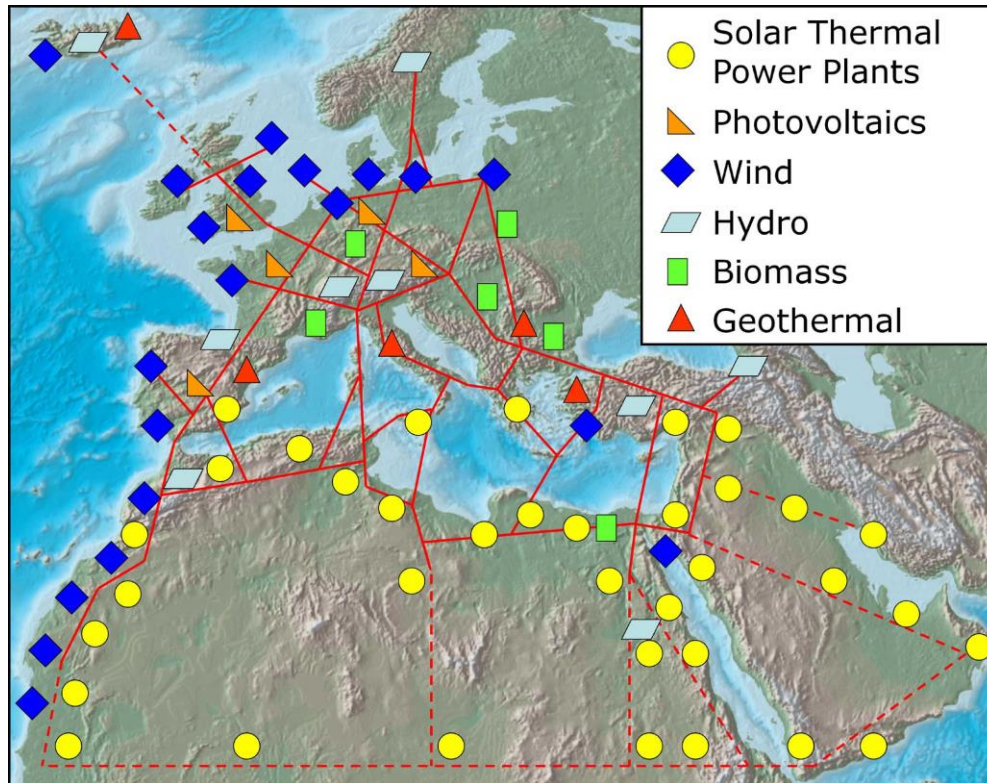 Solar Thermal
Power Plants
Photovoltaics
Wind
Hydro
Biomass
Geothermal